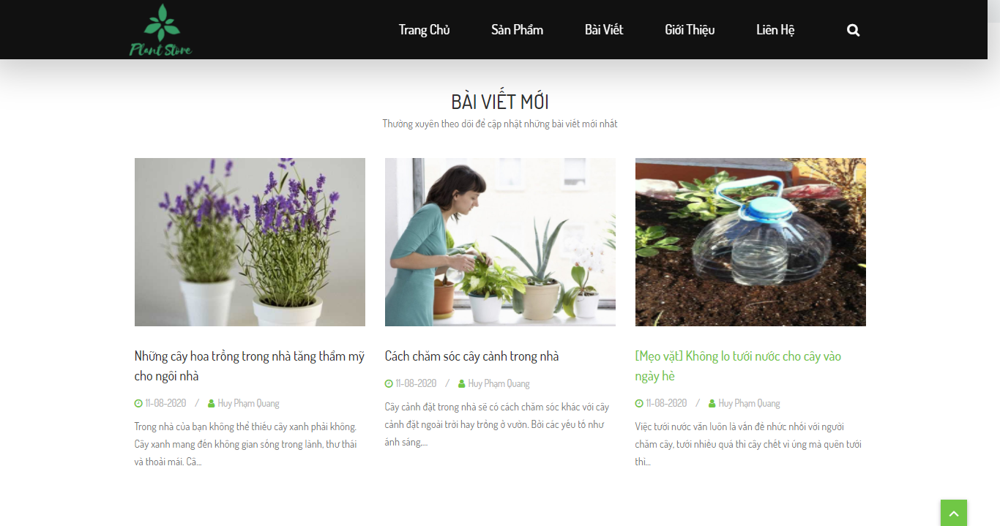 Plant Store
Trang Chủ
Sản Phẩm
Bài Viết
Giới Thiệu
Liên Hệ
BÀI VIẾT MỚI
Thường xuyên theo dõi để cập nhật những bài viết mới nhất
Những cây hoa trồng trong nhà tăng thẩm mỹ
cho ngôi nhà
11-08-2020 / Huy Phạm Quang
Trong nhà của bạn không thể thiếu cây xanh phải không.
Cây xanh mang đến không gian sống trong lành, thư thái
và thoải mái. Câ...
Cách chăm sóc cây cảnh trong nhà
11-08-2020 / Huy Phạm Quang
Cây cảnh đặt trong nhà sẽ có cách chăm sóc khác với cây
cảnh đặt ngoài trời hay trồng ở vườn. Bởi các yếu tố như
ánh sáng,...
[Mẹo vặt] Không lo tưới nước cho cây vào
ngày hè
11-08-2020 / Huy Phạm Quang
Việc tưới nước vẫn luôn là vấn đề nhức nhối với người
chăm cây, tưới nhiều quá thì cây chết vì úng mà quên tưới
thì...